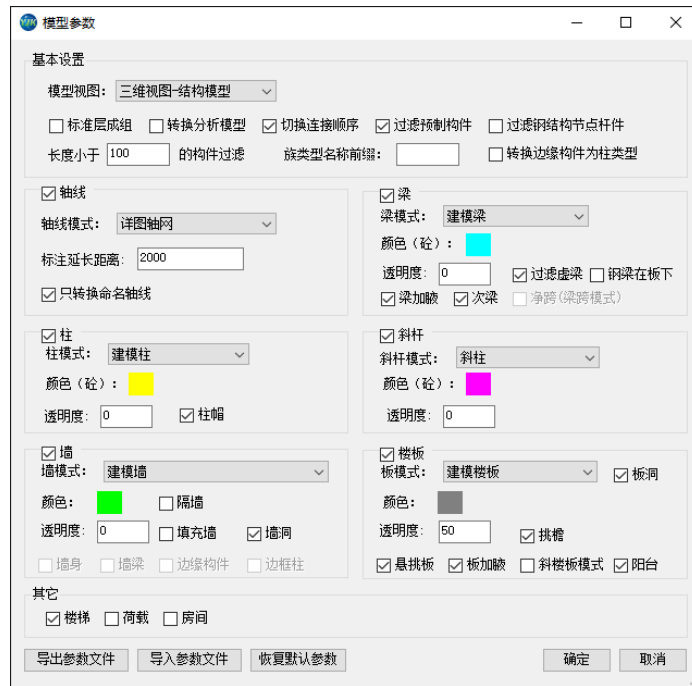 YJK 模型参数
基本设置
模型视图: 三维视图-结构模型
标准层成组 转换分析模型 切换连接顺序 过滤预制构件 过滤钢结构节点杆件
长度小于 100 的构件过滤 族类型名称前缀: 转换边缘构件为柱类型
轴线
轴线模式: 详图轴网
标注延长距离: 2000
只转换命名轴线
梁
梁模式: 建模梁
颜色(砼):
透明度: 0 过滤虚梁 钢梁在板下
梁加腋 次梁 净跨(梁跨模式)
柱
柱模式: 建模柱
颜色(砼):
透明度: 0 柱帽
斜杆
斜杆模式: 斜柱
颜色(砼):
透明度: 0
墙
墙模式: 建模墙
颜色: 隔墙
透明度: 0 填充墙 墙洞
墙身 墙梁 边缘构件 边框柱
楼板
板模式: 建模楼板 板洞
颜色:
透明度: 50 挑檐
悬挑板 板加腋 斜楼板模式 阳台
其它
楼梯 荷载 房间
导出参数文件 导入参数文件 恢复默认参数 确定 取消